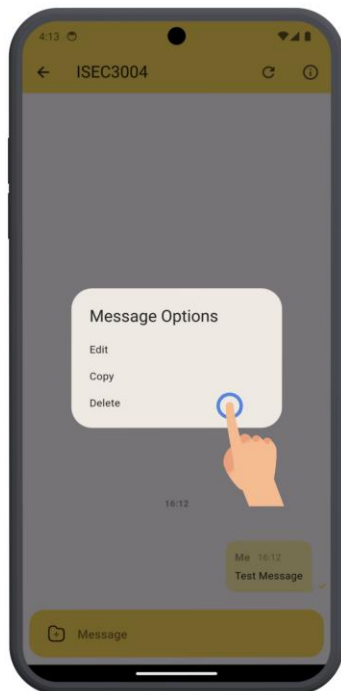 4:13
ISEC3004
Message Options
Edit
Copy
Delete
16:12
Me 16:12
Test Message
Message